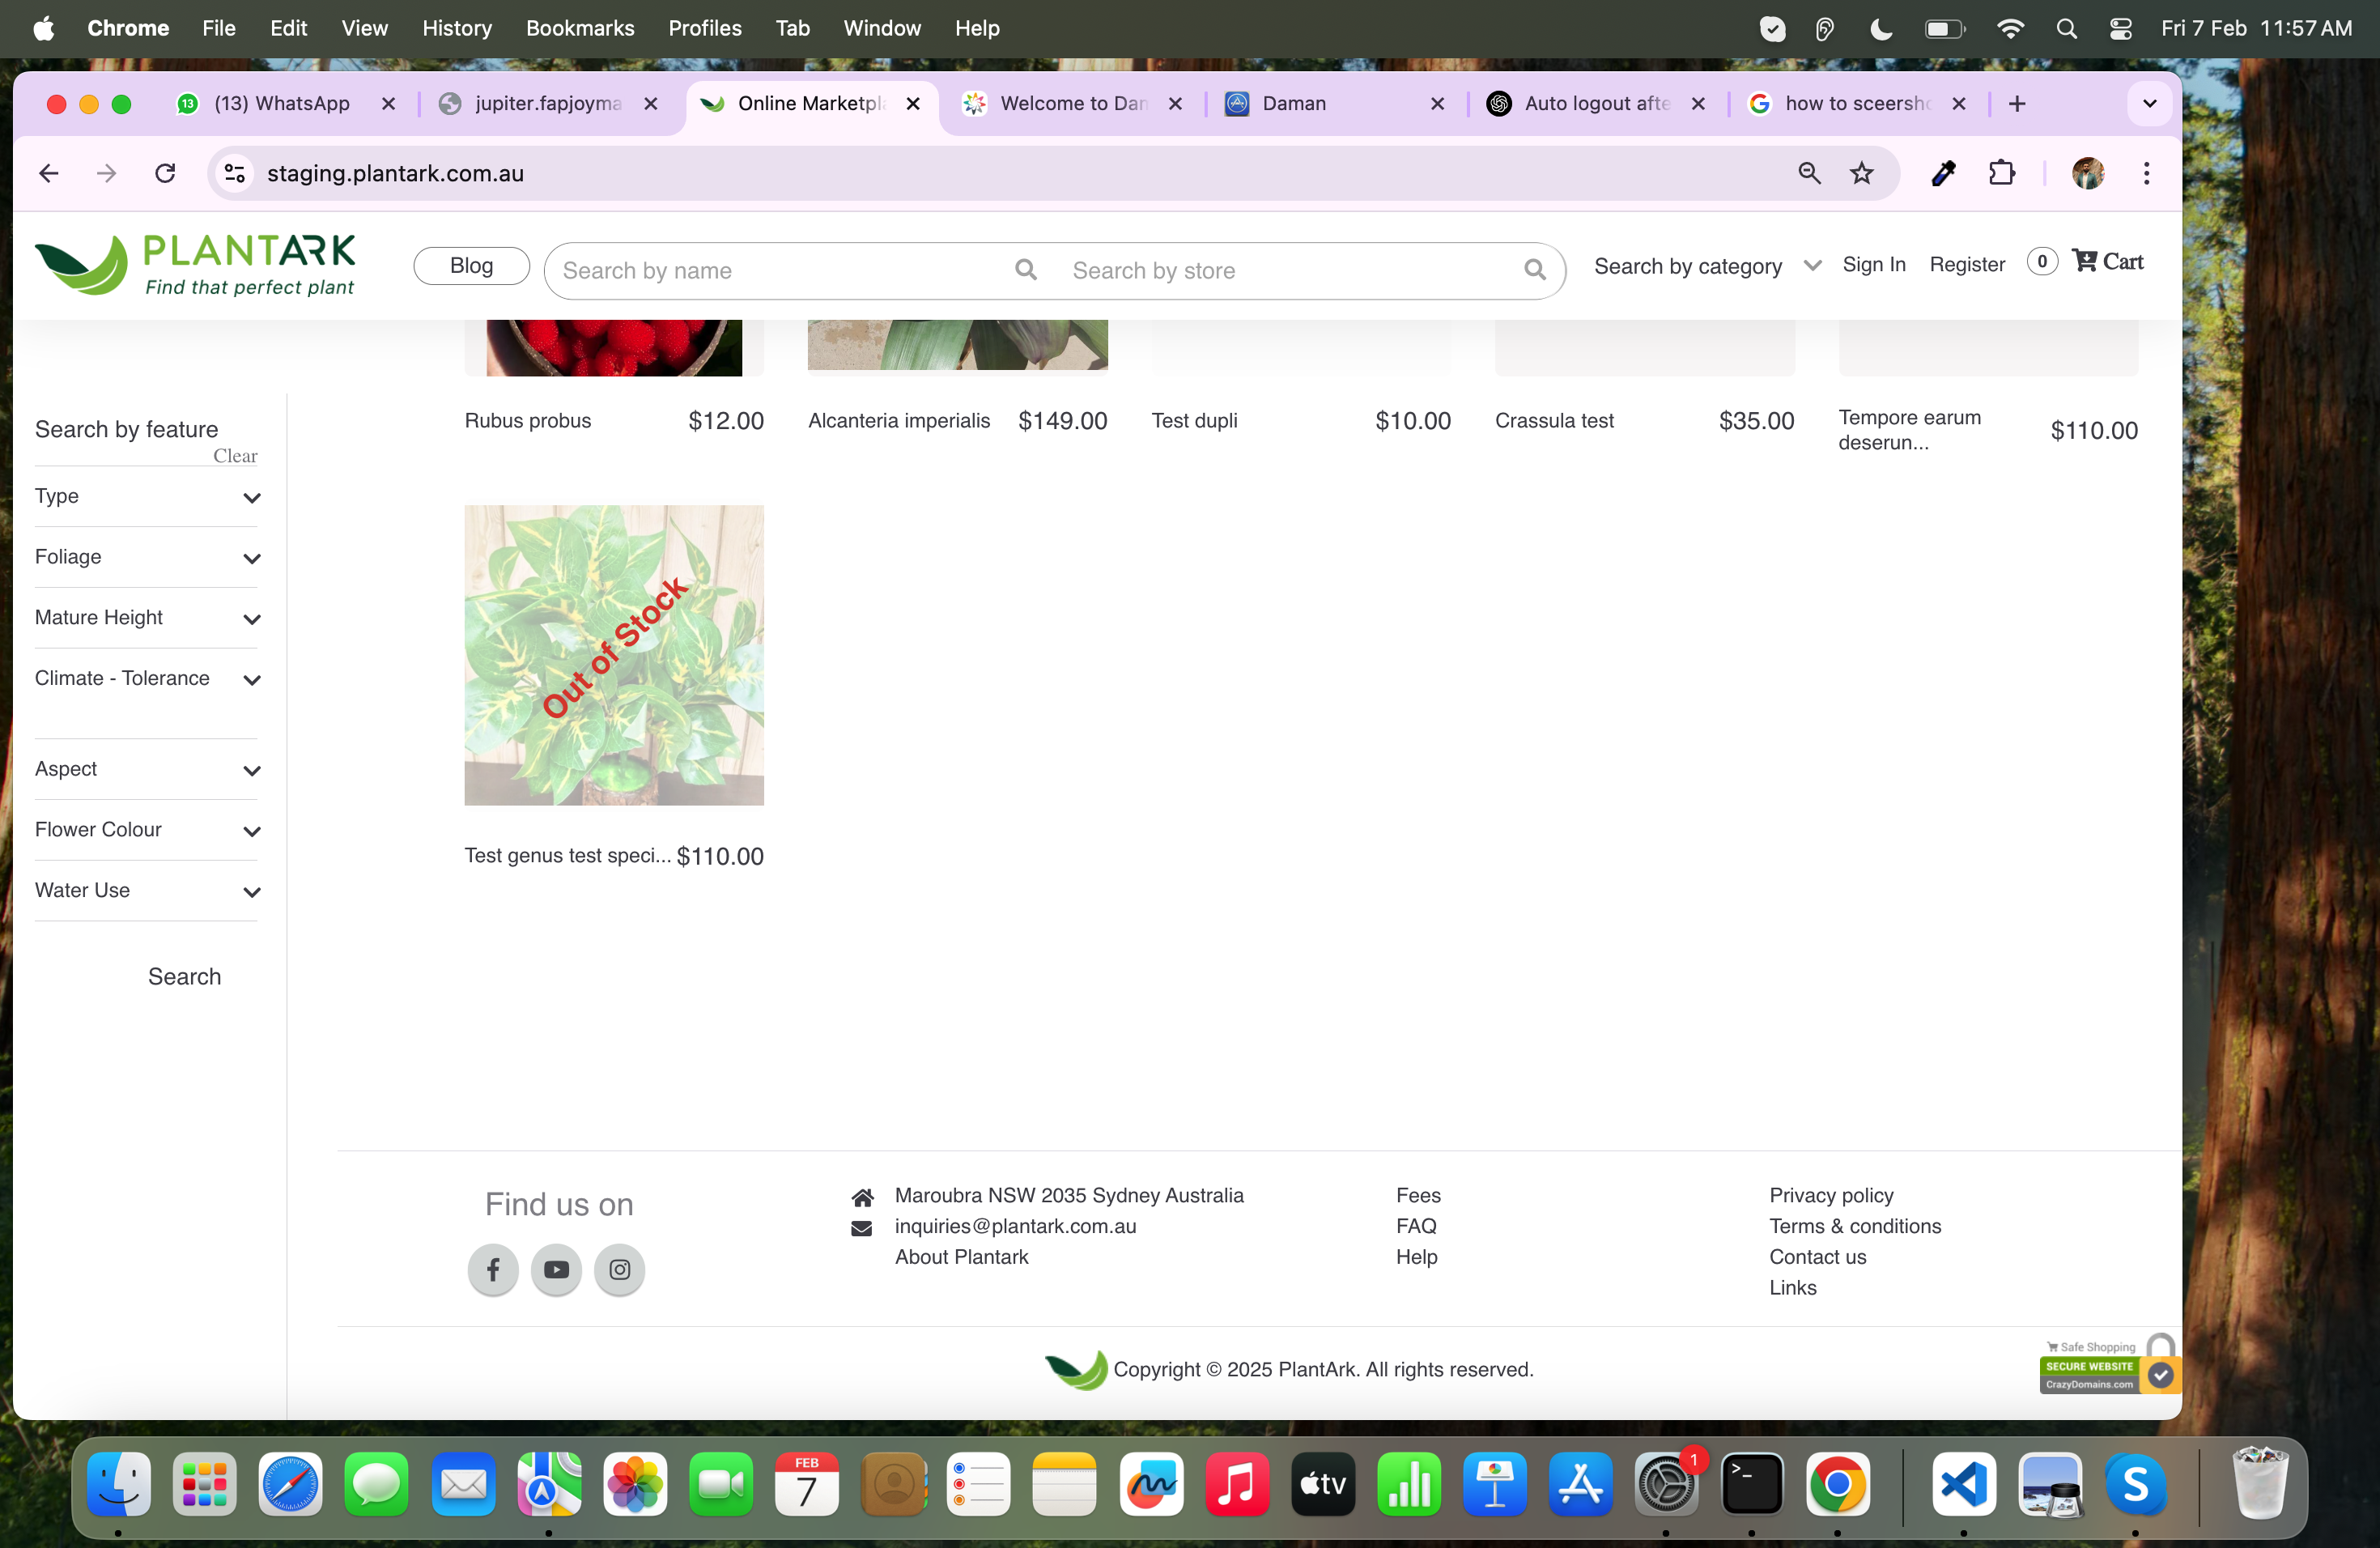 Chrome File Edit View History Bookmarks Profiles Tab Window Help Fri 7 Feb 11:57 AM
13 (13) WhatsApp jupiter.fapjoyma Online Marketpla Welcome to Dan Daman Auto logout afte how to sceersho
staging.plantark.com.au
PLANTARK
Find that perfect plant
Blog Search by name Search by store Search by category Sign In Register 0 Cart
Rubus probus $12.00 Alcanteria imperialis $149.00 Test dupli $10.00 Crassula test $35.00 Tempore earum deserun... $110.00
Search by feature
Clear
Type
Foliage
Mature Height
Climate - Tolerance
Aspect
Flower Colour
Water Use
Search
Out of Stock
Test genus test speci... $110.00
Find us on
Maroubra NSW 2035 Sydney Australia
inquiries@plantark.com.au
About Plantark
Fees
FAQ
Help
Privacy policy
Terms & conditions
Contact us
Links
Copyright © 2025 PlantArk. All rights reserved.
Safe Shopping
SECURE WEBSITE
CrazyDomains.com
FEB
7
tv
1
>_
S